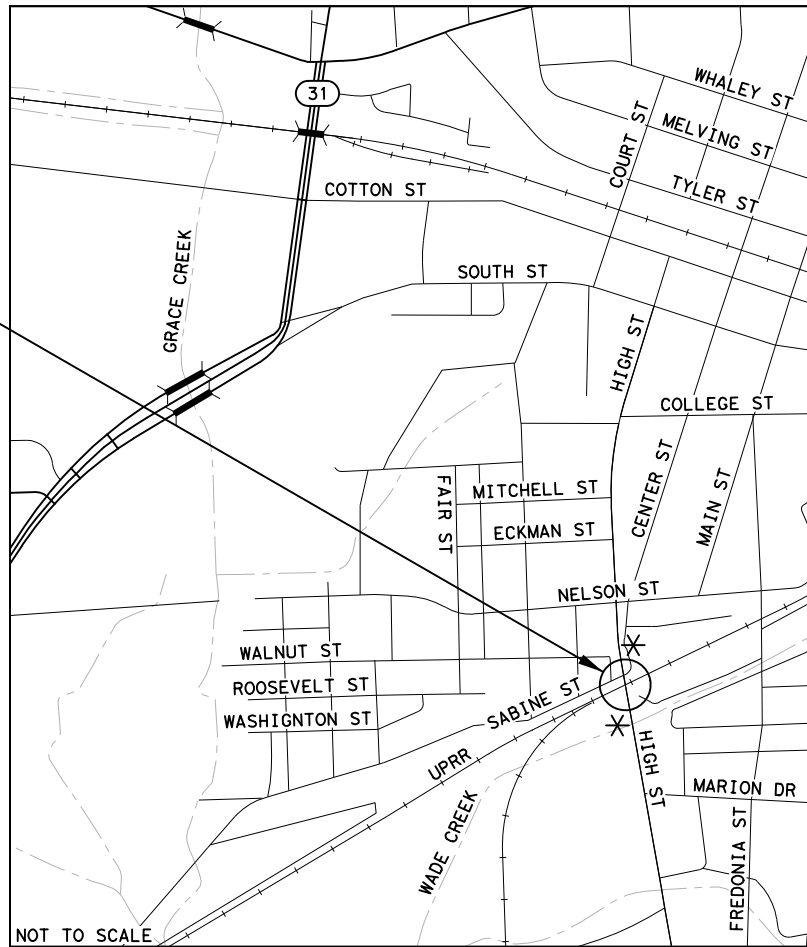 WHALEY ST
31
MELVING ST
COURT ST
TYLER ST
COTTON ST
GRACE CREEK
SOUTH ST
HIGH ST
COLLEGE ST
CENTER ST
MAIN ST
FAIR ST
MITCHELL ST
ECKMAN ST
NELSON ST
WALNUT ST
ROOSEVELT ST
SABINE ST
WASHIGNTON ST
UPRR
HIGH ST
MARION DR
WADE CREEK
FREDONIA ST
NOT TO SCALE